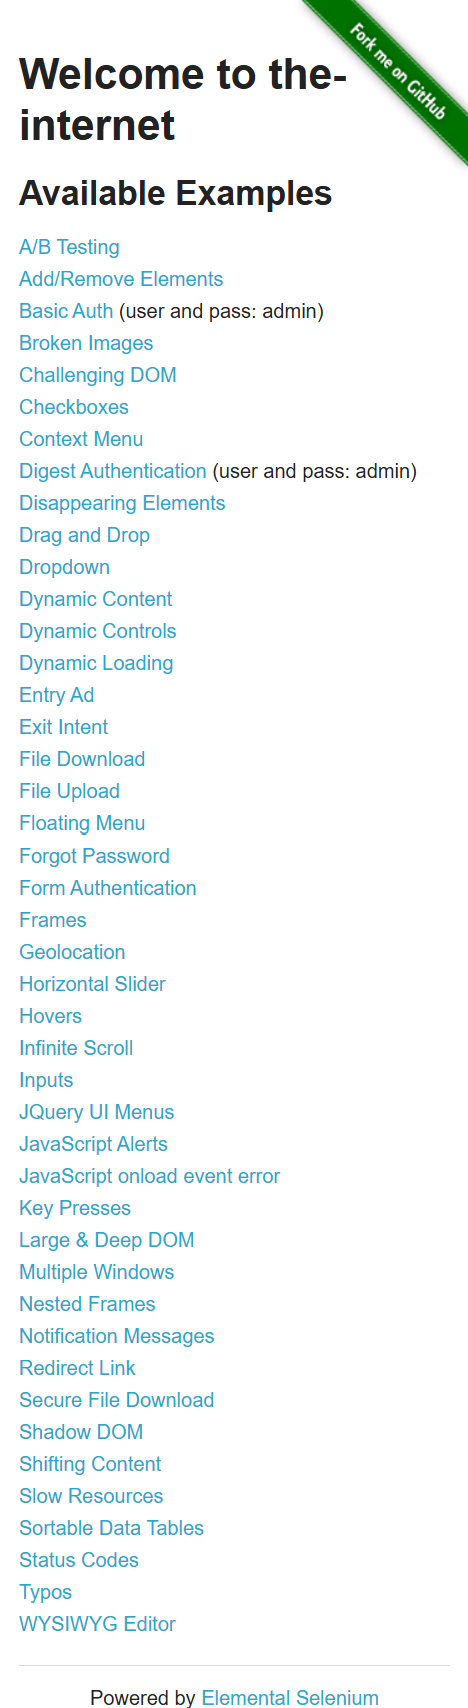 Fork me on GitHub
Welcome to the-
internet
Available Examples
A/B Testing
Add/Remove Elements
Basic Auth (user and pass: admin)
Broken Images
Challenging DOM
Checkboxes
Context Menu
Digest Authentication (user and pass: admin)
Disappearing Elements
Drag and Drop
Dropdown
Dynamic Content
Dynamic Controls
Dynamic Loading
Entry Ad
Exit Intent
File Download
File Upload
Floating Menu
Forgot Password
Form Authentication
Frames
Geolocation
Horizontal Slider
Hovers
Infinite Scroll
Inputs
JQuery UI Menus
JavaScript Alerts
JavaScript onload event error
Key Presses
Large & Deep DOM
Multiple Windows
Nested Frames
Notification Messages
Redirect Link
Secure File Download
Shadow DOM
Shifting Content
Slow Resources
Sortable Data Tables
Status Codes
Typos
WYSIWYG Editor
Powered by Elemental Selenium